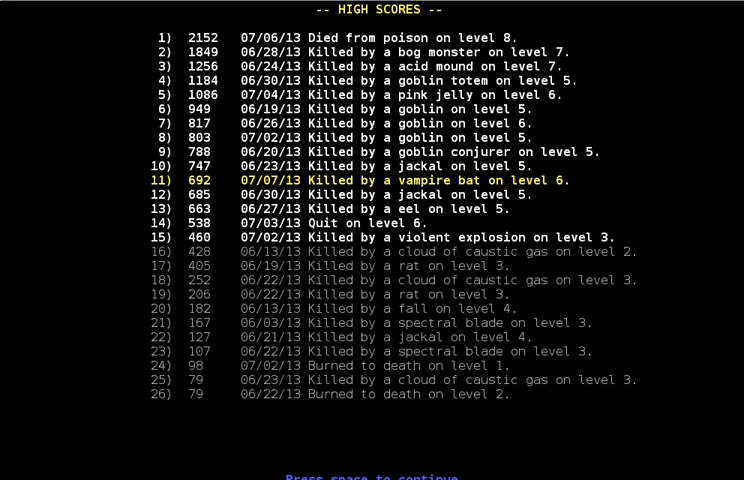 -- HIGH SCORES --
1) 2152 07/06/13 Died from poison on level 8.
2) 1849 06/28/13 Killed by a bog monster on level 7.
3) 1256 06/24/13 Killed by a acid mound on level 7.
4) 1184 06/30/13 Killed by a goblin totem on level 5.
5) 1086 07/04/13 Killed by a pink jelly on level 6.
6) 949 06/19/13 Killed by a goblin on level 5.
7) 817 06/26/13 Killed by a goblin on level 6.
8) 803 07/02/13 Killed by a goblin on level 5.
9) 788 06/20/13 Killed by a goblin conjurer on level 5.
10) 747 06/23/13 Killed by a jackal on level 5.
11) 692 07/07/13 Killed by a vampire bat on level 6.
12) 685 06/30/13 Killed by a jackal on level 5.
13) 663 06/27/13 Killed by a eel on level 5.
14) 538 07/03/13 Quit on level 6.
15) 460 07/02/13 Killed by a violent explosion on level 3.
16) 428 06/13/13 Killed by a cloud of caustic gas on level 2.
17) 405 06/19/13 Killed by a rat on level 3.
18) 252 06/22/13 Killed by a cloud of caustic gas on level 3.
19) 206 06/22/13 Killed by a rat on level 3.
20) 182 06/13/13 Killed by a fall on level 4.
21) 167 06/03/13 Killed by a spectral blade on level 3.
22) 127 06/21/13 Killed by a jackal on level 4.
23) 107 06/22/13 Killed by a spectral blade on level 3.
24) 98 07/02/13 Burned to death on level 1.
25) 79 06/23/13 Killed by a cloud of caustic gas on level 3.
26) 79 06/22/13 Burned to death on level 2.
Press space to continue